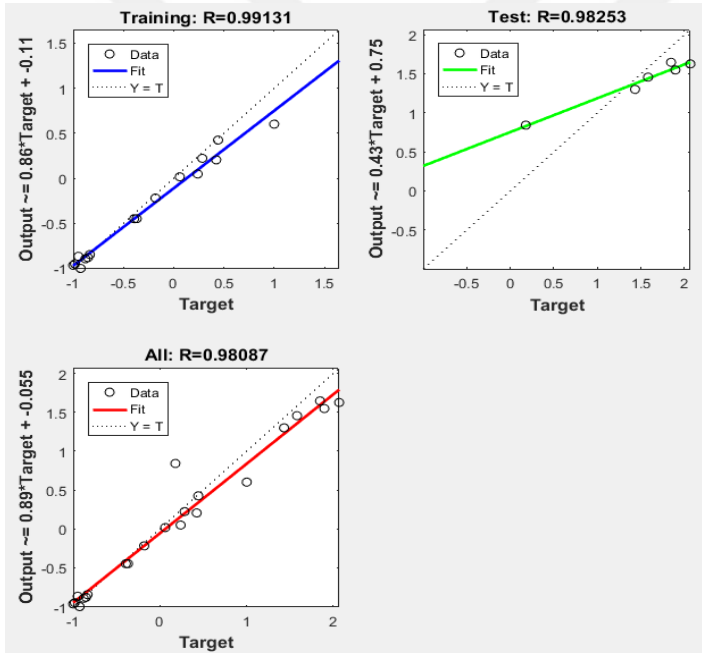 Training: R=0.99131
Output ~= 0.86*Target + -0.11
1.5
1
0.5
0
-0.5
-1
Data
Fit
Y = T
-1
-0.5
0
0.5
1
1.5
Target
Test: R=0.98253
Output ~= 0.43*Target + 0.75
2
1.5
1
0.5
0
-0.5
Data
Fit
Y = T
-0.5
0
0.5
1
1.5
2
Target
All: R=0.98087
Output ~= 0.89*Target + -0.055
2
1.5
1
0.5
0
-0.5
-1
Data
Fit
Y = T
-1
0
1
2
Target